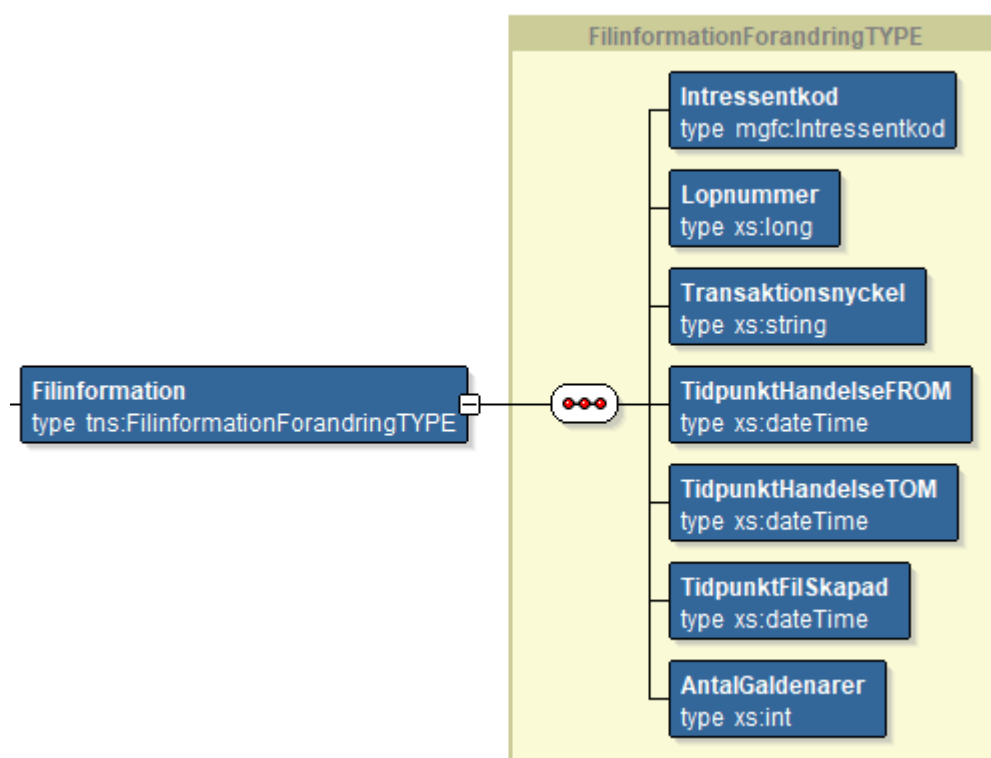 FilinformationForandringTYPE
Intressentkod
type mgfc:Intressentkod
Lopnummer
type xs:long
Transaktionsnyckel
type xs:string
Filinformation
type tns:FilinformationForandringTYPE
TidpunktHandelseFROM
type xs:dateTime
TidpunktHandelseTOM
type xs:dateTime
TidpunktFilSkapad
type xs:dateTime
AntalGaldenarer
type xs:int